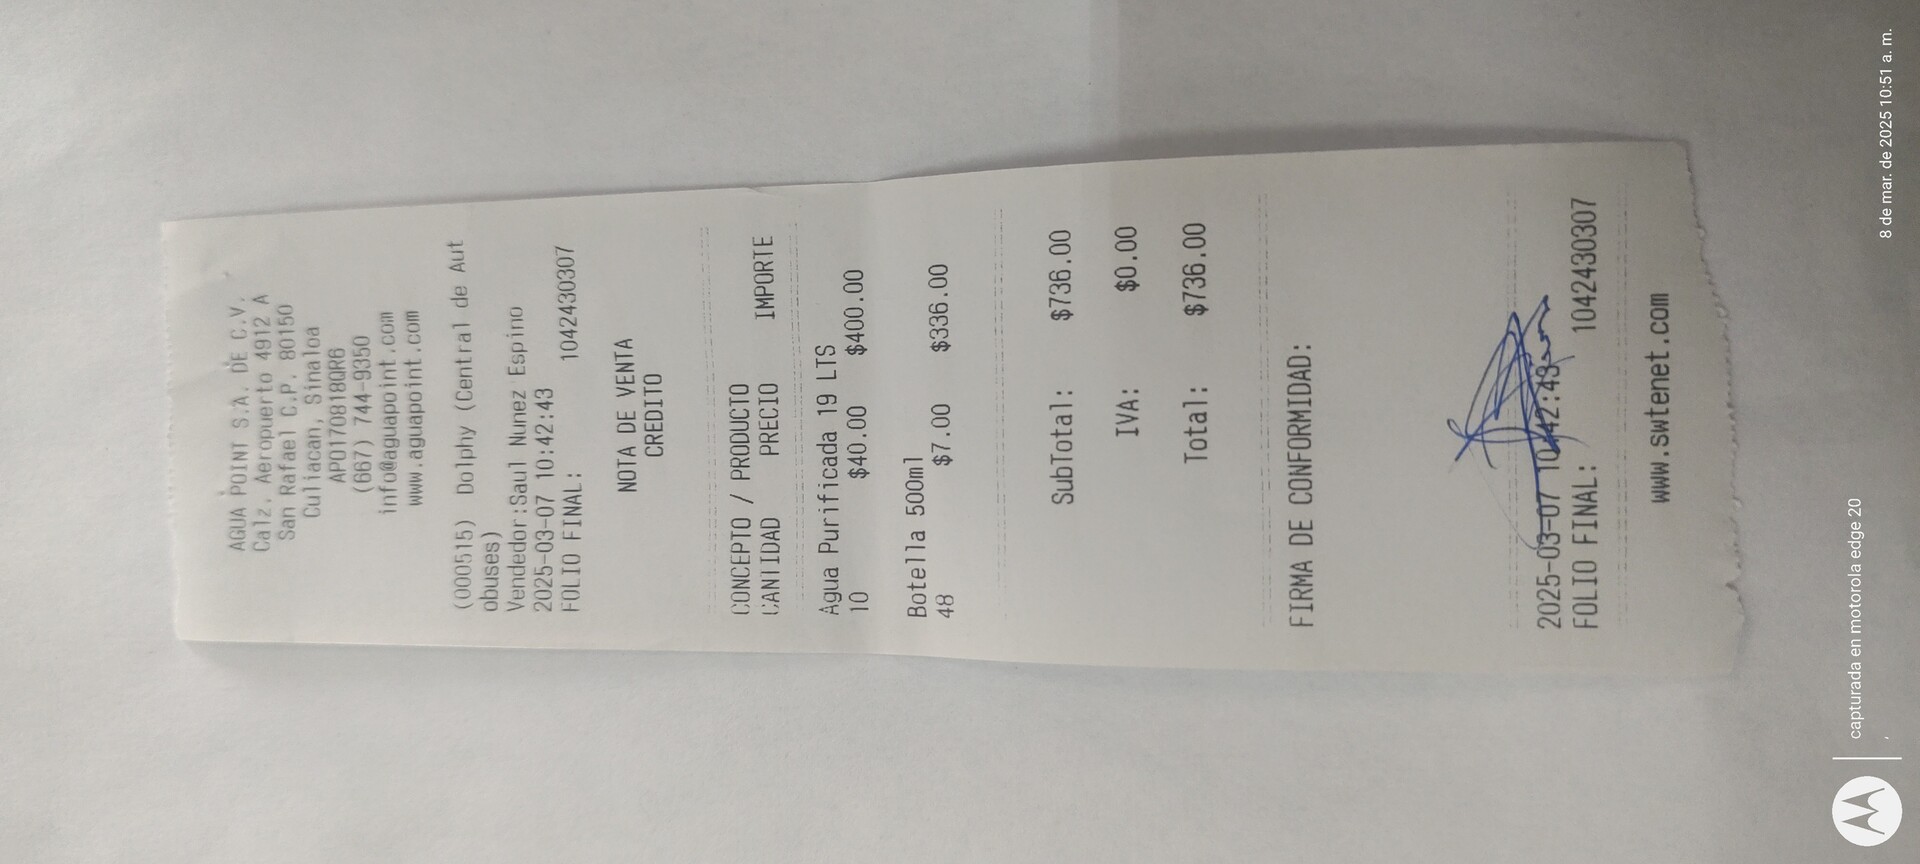 AGUA POINT S.A. DE C.V.
Calz. Aeropuerto 4912 A
San Rafael C.P. 80150
Culiacan, Sinaloa
APO170818QR6
(667) 744-9350
info@aguapoint.com
www.aguapoint.com
(000515) Dolphy (Central de Aut
obuses)
Vendedor:Saul Nunez Espino
2025-03-07 10:42:43
FOLIO FINAL: 1042430307
NOTA DE VENTA
CREDITO
CONCEPTO / PRODUCTO
CANTIDAD PRECIO IMPORTE
Agua Purificada 19 LTS
10 $40.00 $400.00
Botella 500ml
48 $7.00 $336.00
SubTotal: $736.00
IVA: $0.00
Total: $736.00
FIRMA DE CONFORMIDAD:
2025-03-07 10:42:43
FOLIO FINAL: 1042430307
www.swtenet.com
capturada en motorola edge 20
8 de mar. de 2025 10:51 a. m.